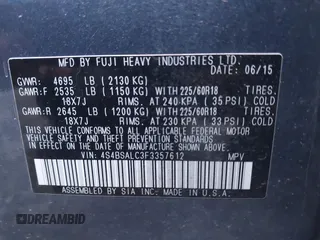 MFD BY FUJI HEAVY INDUSTRIES LTD. 06/15
GVWR: 4695 LB (2130 KG)
GAWR:F 2535 LB (1150 KG) WITH 225/60R18 TIRES.
18X7J RIMS. AT 240 KPA (35 PSI) COLD
GAWR:R 2645 LB (1200 KG) WITH 225/60R18 TIRES.
18X7J RIMS. AT 230 KPA (33 PSI) COLD
THIS VEHICLE CONFORMS TO ALL APPLICABLE FEDERAL MOTOR
VEHICLE SAFETY, BUMPER, AND THEFT PREVENTION STANDARDS
IN EFFECT ON THE DATE OF MANUFACTURE SHOWN ABOVE.
VIN: 4S4BSALC3F3357612 MPV
ASSEMBLED BY SIA INC. MADE IN U.S.A.
DREAMBID